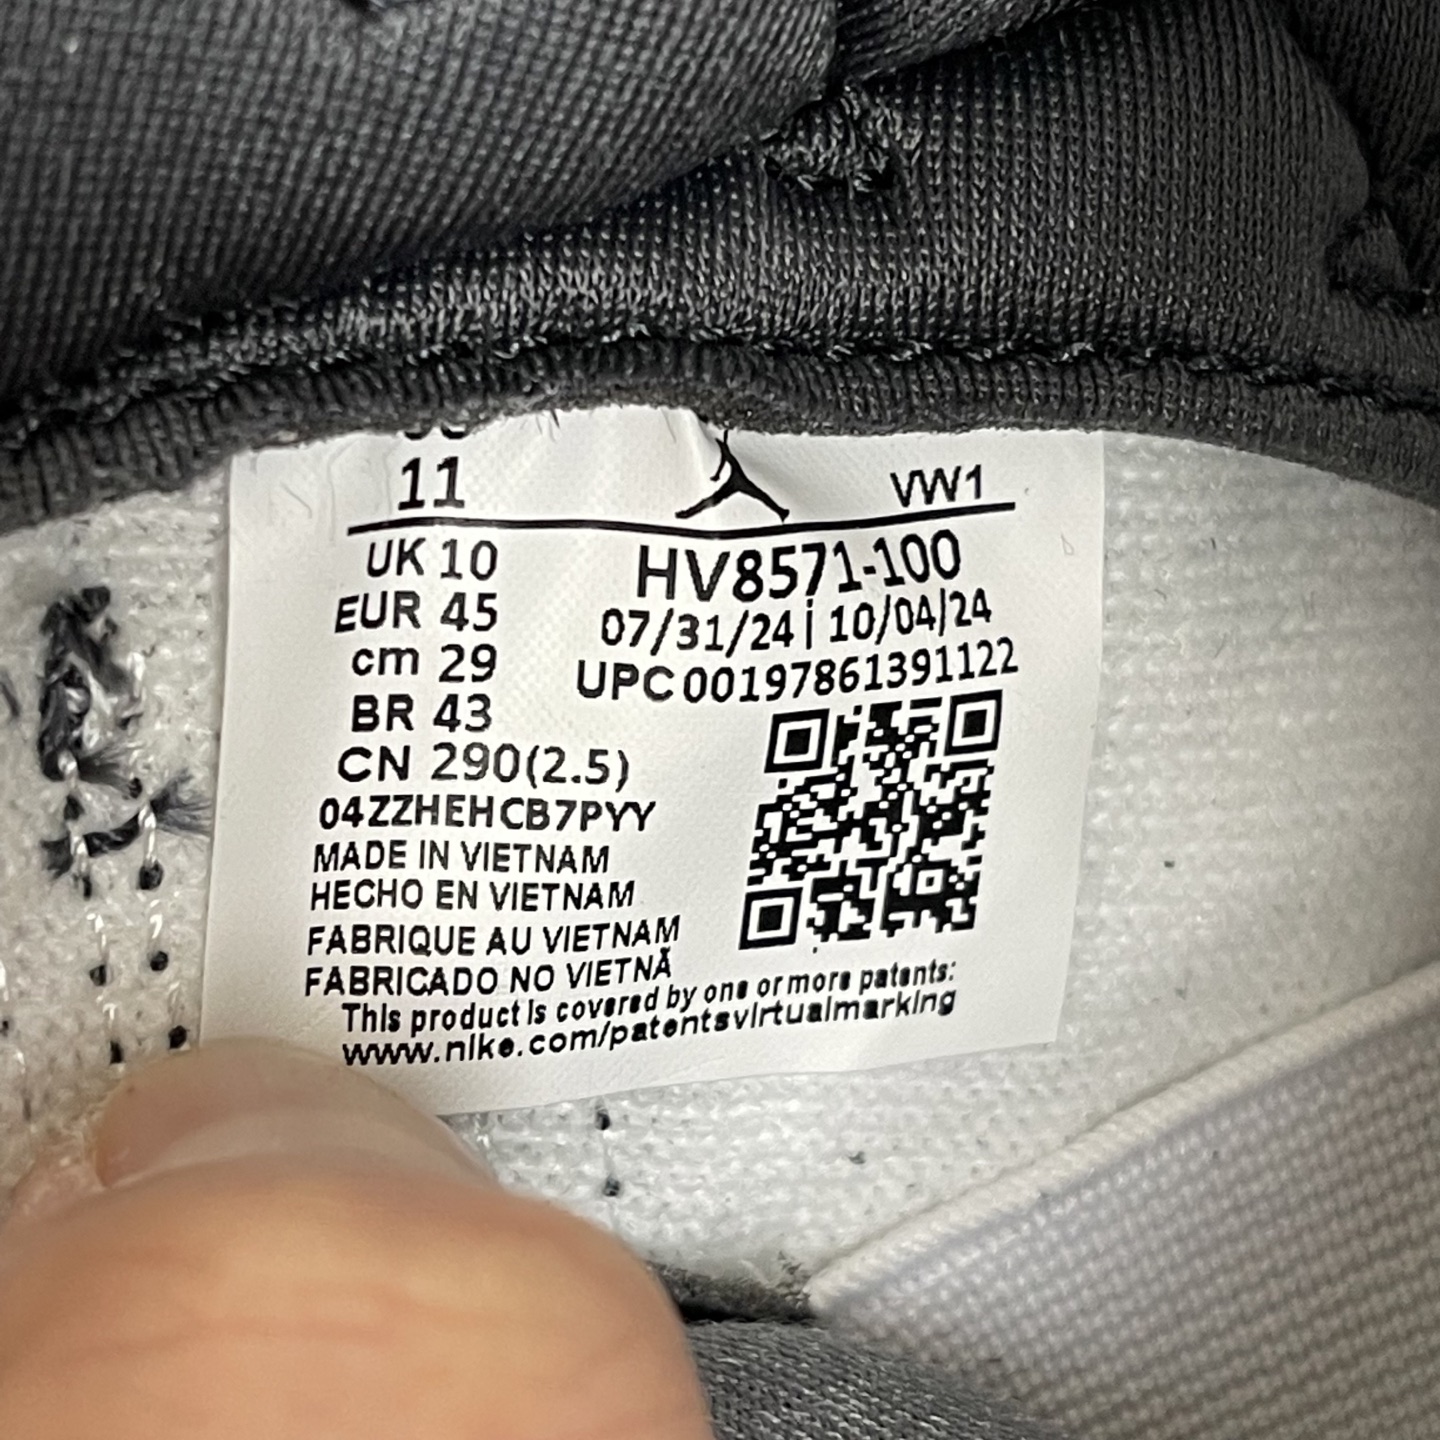 11 VW1
UK 10 HV8571-100
EUR 45 07/31/24 | 10/04/24
cm 29 UPC 00197861391122
BR 43
CN 290(2.5)
04ZZHEHCB7PYY
MADE IN VIETNAM
HECHO EN VIETNAM
FABRIQUE AU VIETNAM
FABRICADO NO VIETNÃ
This product is covered by one or more patents:
www.nike.com/patentsvirtualmarking